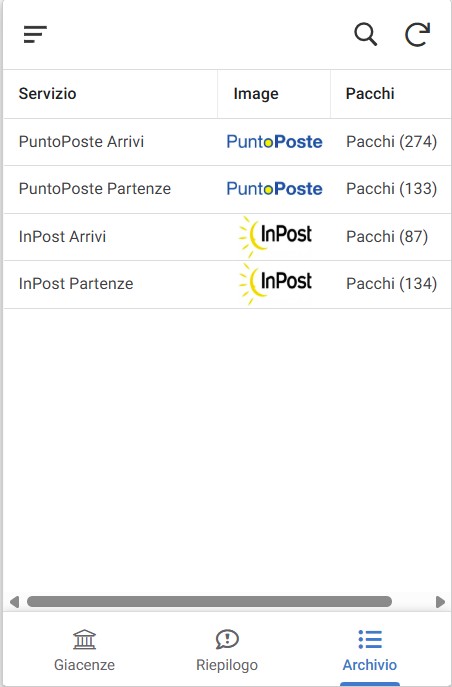 Servizio Image Pacchi
PuntoPoste Arrivi PuntoPoste Pacchi (274)
PuntoPoste Partenze PuntoPoste Pacchi (133)
InPost Arrivi InPost Pacchi (87)
InPost Partenze InPost Pacchi (134)
Giacenze Riepilogo Archivio